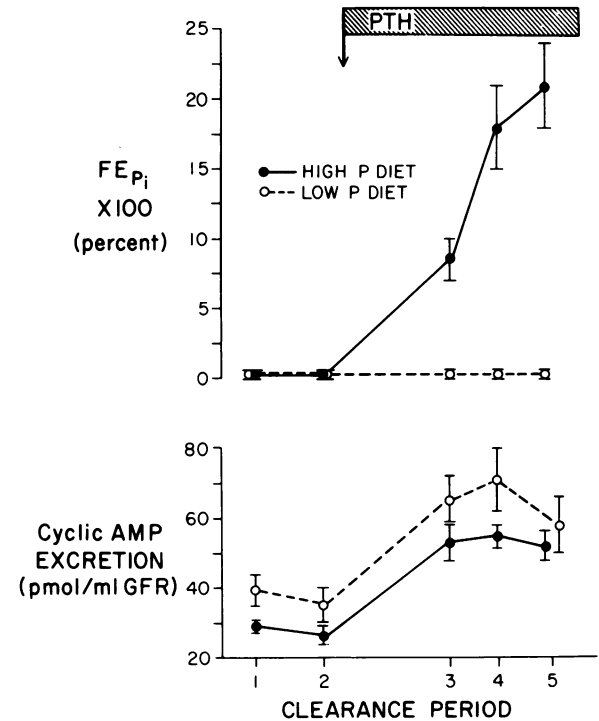 PTH
25
20
15
10
5
0
FEPi
X100
(percent)
HIGH P DIET
LOW P DIET
80
60
40
20
Cyclic AMP
EXCRETION
(pmol/ml GFR)
1 2 3 4 5
CLEARANCE PERIOD